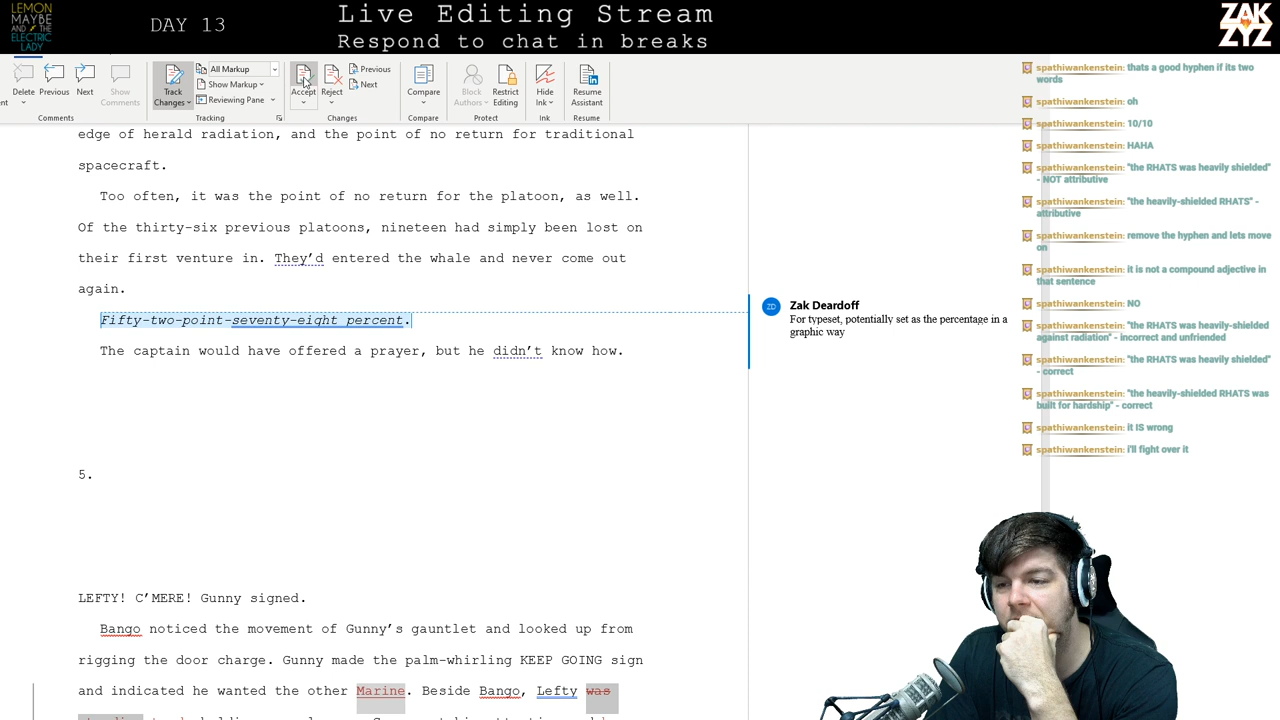 LEMON
MAYBE
AND THE
ELECTRIC
LADY
DAY 13
Live Editing Stream
Respond to chat in breaks
ZAK
ZYZ
Delete
Previous
Next
Show
Comments
Comments
Track
Changes
All Markup
Show Markup
Reviewing Pane
Tracking
Accept
Reject
Previous
Next
Changes
Compare
Compare
Block
Authors
Restrict
Editing
Protect
Hide
Ink
Ink
Resume
Assistant
Resume
edge of herald radiation, and the point of no return for traditional
spacecraft.
Too often, it was the point of no return for the platoon, as well.
Of the thirty-six previous platoons, nineteen had simply been lost on
their first venture in. They’d entered the whale and never come out
again.
Fifty-two-point-seventy-eight percent.
The captain would have offered a prayer, but he didn’t know how.
5.
LEFTY! C’MERE! Gunny signed.
Bango noticed the movement of Gunny’s gauntlet and looked up from
rigging the door charge. Gunny made the palm-whirling KEEP GOING sign
and indicated he wanted the other Marine. Beside Bango, Lefty was
ZD
Zak Deardoff
For typeset, potentially set as the percentage in a
graphic way
spathiwankenstein: thats a good hyphen if its two
words
spathiwankenstein: oh
spathiwankenstein: 10/10
spathiwankenstein: HAHA
spathiwankenstein: "the RHATS was heavily shielded"
- NOT attributive
spathiwankenstein: "the heavily-shielded RHATS" -
attributive
spathiwankenstein: remove the hyphen and lets move
on
spathiwankenstein: it is not a compound adjective in
that sentence
spathiwankenstein: NO
spathiwankenstein: "the RHATS was heavily-shielded
against radiation" - incorrect and unfriended
spathiwankenstein: "the RHATS was heavily shielded"
- correct
spathiwankenstein: "the heavily-shielded RHATS was
built for hardship" - correct
spathiwankenstein: it IS wrong
spathiwankenstein: i'll fight over it